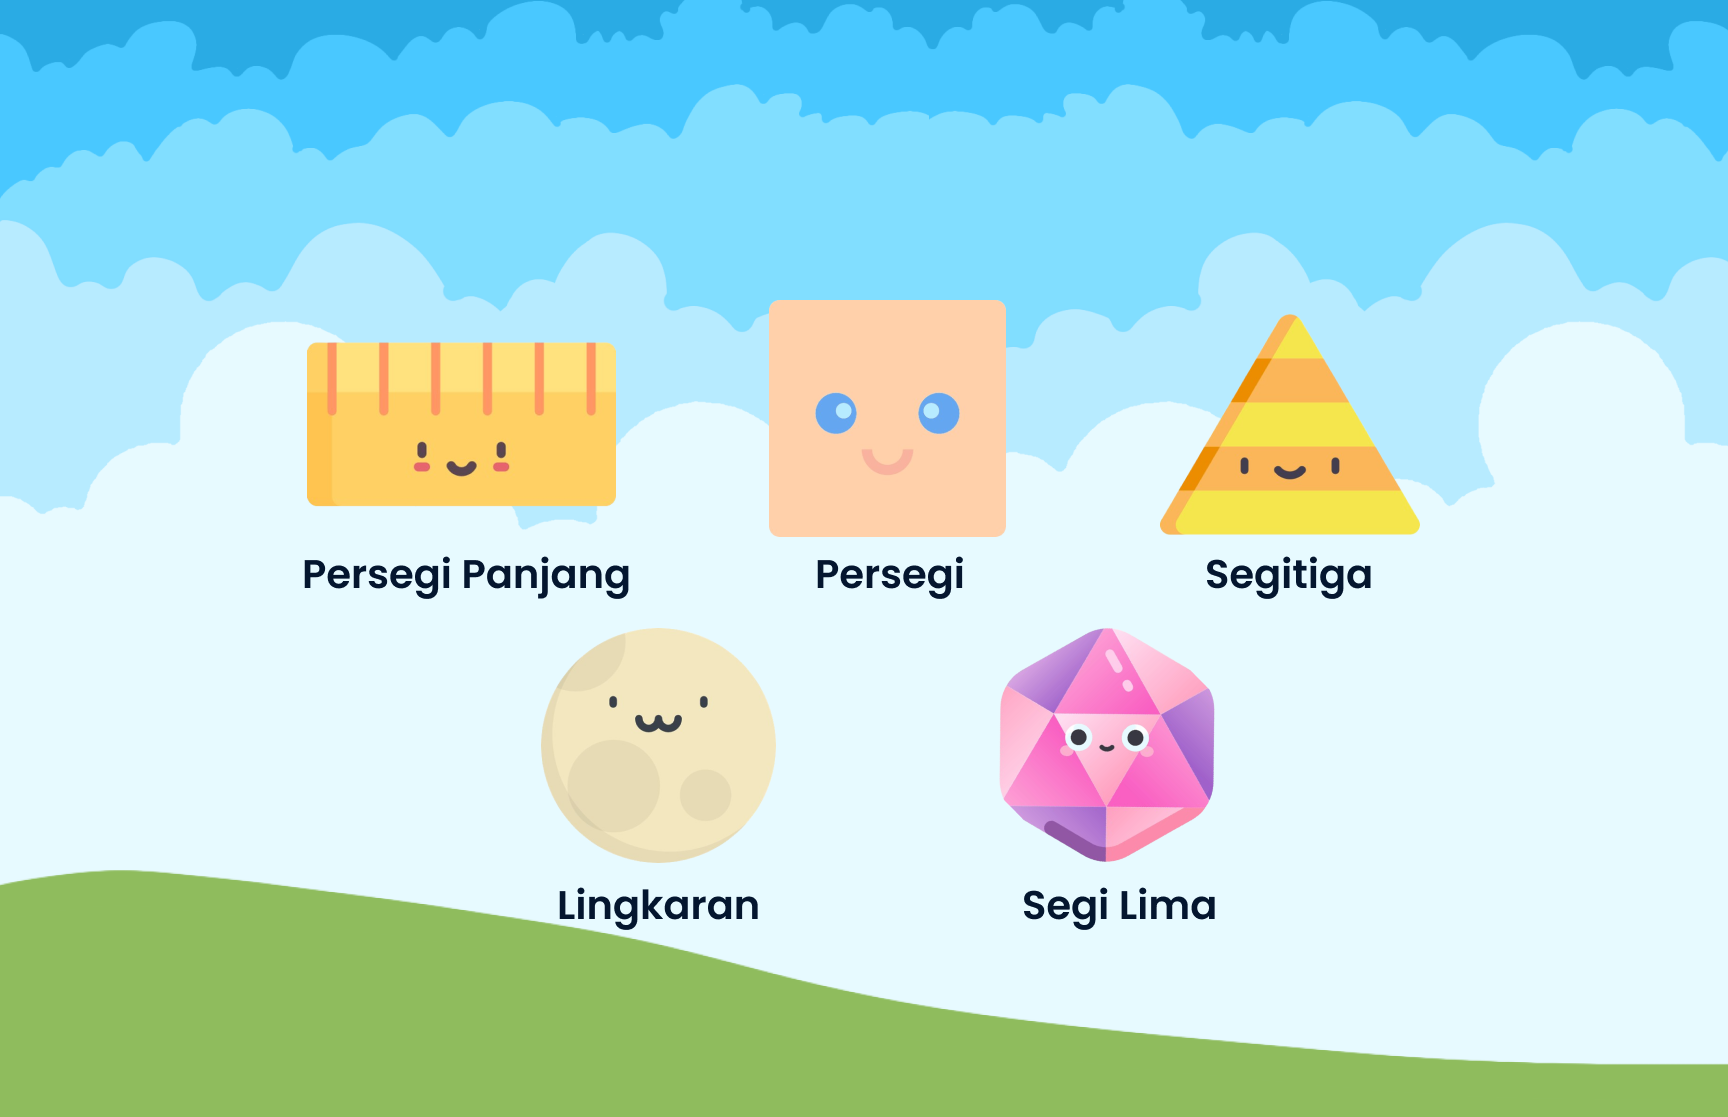 Persegi Panjang
Persegi
Segitiga
Lingkaran
Segi Lima